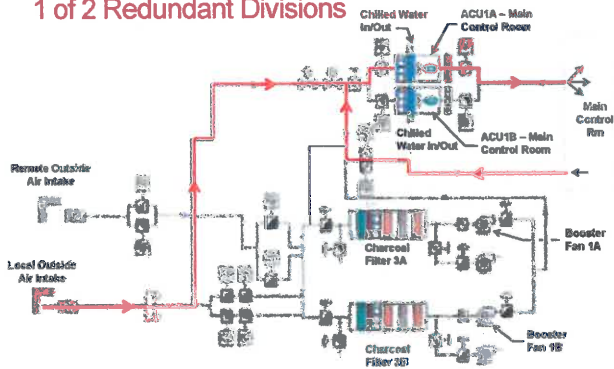 1 of 2 Redundant Divisions
Chilled Water
In/Out
ACU1A – Main
Control Room
Main
Control
Rm
Chilled
Water In/Out
ACU1B – Main
Control Room
Remote Outside
Air Intake
Local Outside
Air Intake
Charcoal
Filter 3A
Booster
Fan 1A
Charcoal
Filter 3B
Booster
Fan 1B